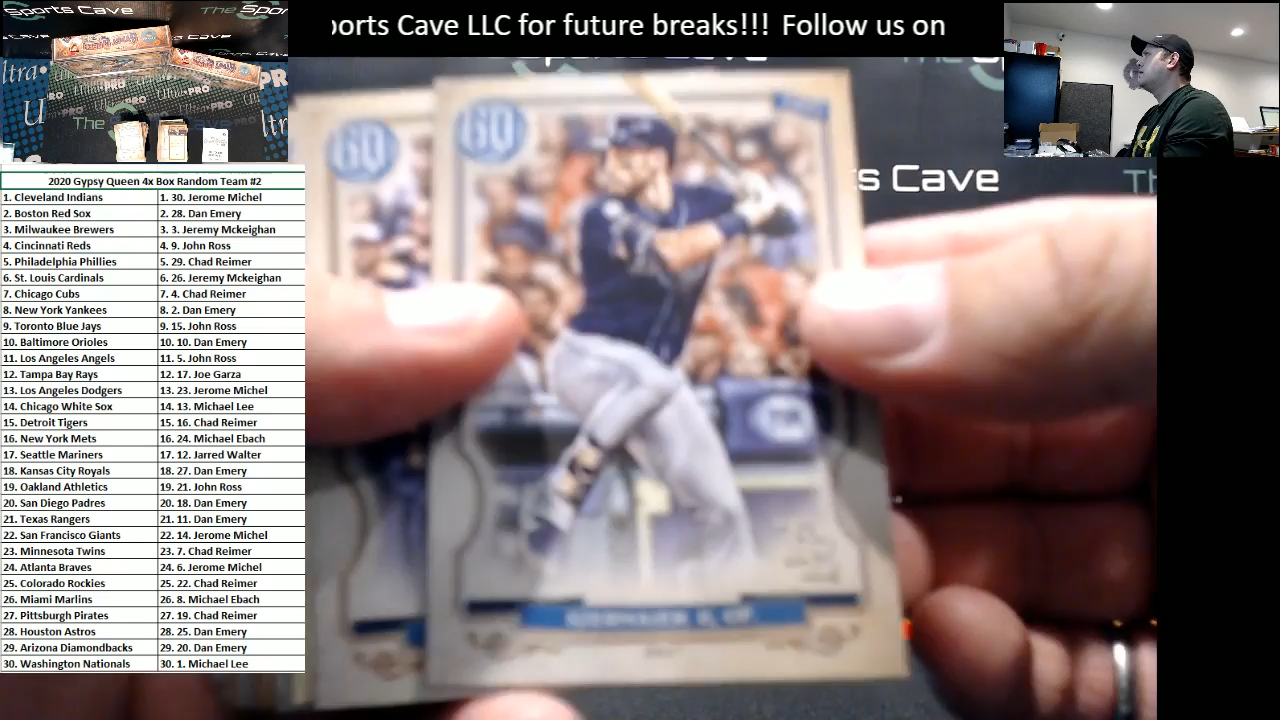 ports Cave LLC for future breaks!!! Follow us on
2020 Gypsy Queen 4x Box Random Team #2
1. Cleveland Indians 1. 30. Jerome Michel
2. Boston Red Sox 2. 28. Dan Emery
3. Milwaukee Brewers 3. 3. Jeremy Mckeighan
4. Cincinnati Reds 4. 9. John Ross
5. Philadelphia Phillies 5. 29. Chad Reimer
6. St. Louis Cardinals 6. 26. Jeremy Mckeighan
7. Chicago Cubs 7. 4. Chad Reimer
8. New York Yankees 8. 2. Dan Emery
9. Toronto Blue Jays 9. 15. John Ross
10. Baltimore Orioles 10. 10. Dan Emery
11. Los Angeles Angels 11. 5. John Ross
12. Tampa Bay Rays 12. 17. Joe Garza
13. Los Angeles Dodgers 13. 23. Jerome Michel
14. Chicago White Sox 14. 13. Michael Lee
15. Detroit Tigers 15. 16. Chad Reimer
16. New York Mets 16. 24. Michael Ebach
17. Seattle Mariners 17. 12. Jarred Walter
18. Kansas City Royals 18. 27. Dan Emery
19. Oakland Athletics 19. 21. John Ross
20. San Diego Padres 20. 18. Dan Emery
21. Texas Rangers 21. 11. Dan Emery
22. San Francisco Giants 22. 14. Jerome Michel
23. Minnesota Twins 23. 7. Chad Reimer
24. Atlanta Braves 24. 6. Jerome Michel
25. Colorado Rockies 25. 22. Chad Reimer
26. Miami Marlins 26. 8. Michael Ebach
27. Pittsburgh Pirates 27. 19. Chad Reimer
28. Houston Astros 28. 25. Dan Emery
29. Arizona Diamondbacks 29. 20. Dan Emery
30. Washington Nationals 30. 1. Michael Lee
GQ
GQ
s Cave
The
The Spo
Ultra PRO